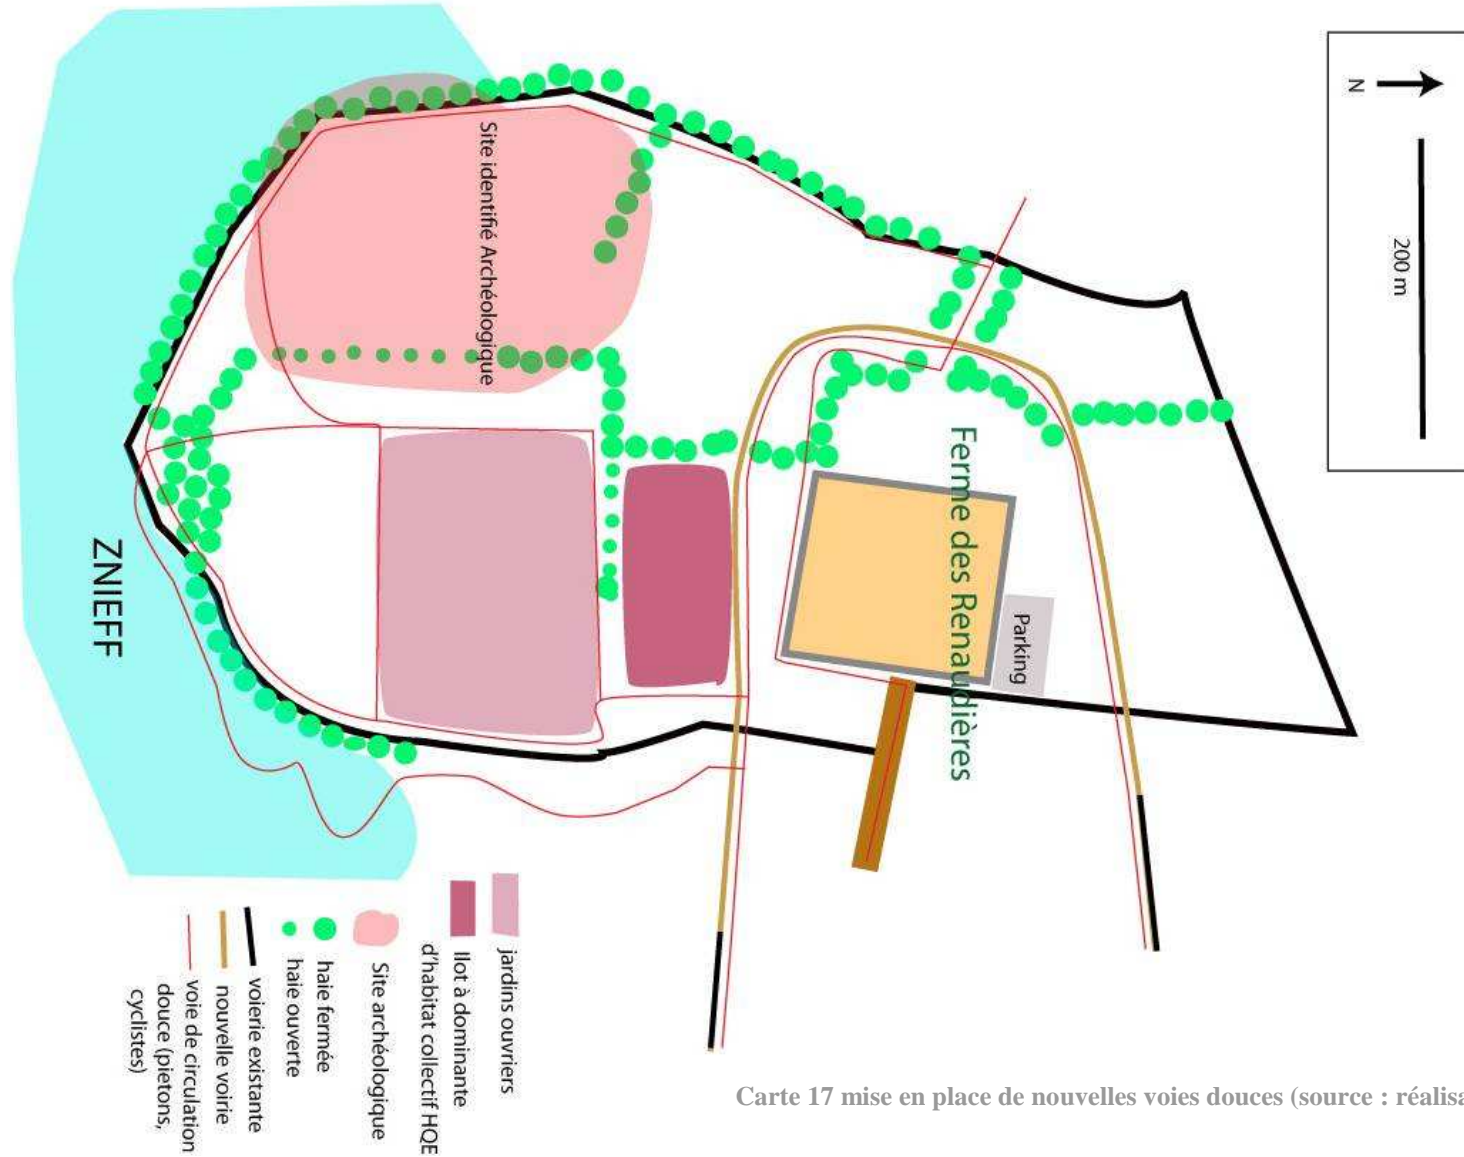 N
200 m
Site identifié Archéologique
Ferme des Renaudières
Parking
ZNIEFF
jardins ouvriers
Ilot à dominante
d'habitat collectif HQE
Site archéologique
haie fermée
haie ouverte
voierie existante
nouvelle voirie
voie de circulation
douce (pietons,
cyclistes)
Carte 17 mise en place de nouvelles voies douces (source : réalisa